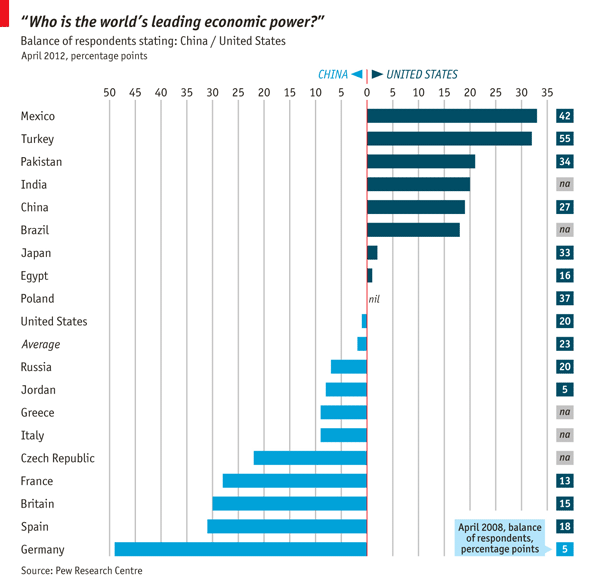 “Who is the world’s leading economic power?”
Balance of respondents stating: China / United States
April 2012, percentage points
CHINA ◄ ► UNITED STATES
50 45 40 35 30 25 20 15 10 5 0 5 10 15 20 25 30 35
Mexico 42
Turkey 55
Pakistan 34
India na
China 27
Brazil na
Japan 33
Egypt 16
Poland nil 37
United States 20
Average 23
Russia 20
Jordan 5
Greece na
Italy na
Czech Republic na
France 13
Britain 15
Spain 18
April 2008, balance
of respondents,
percentage points
Germany 5
Source: Pew Research Centre